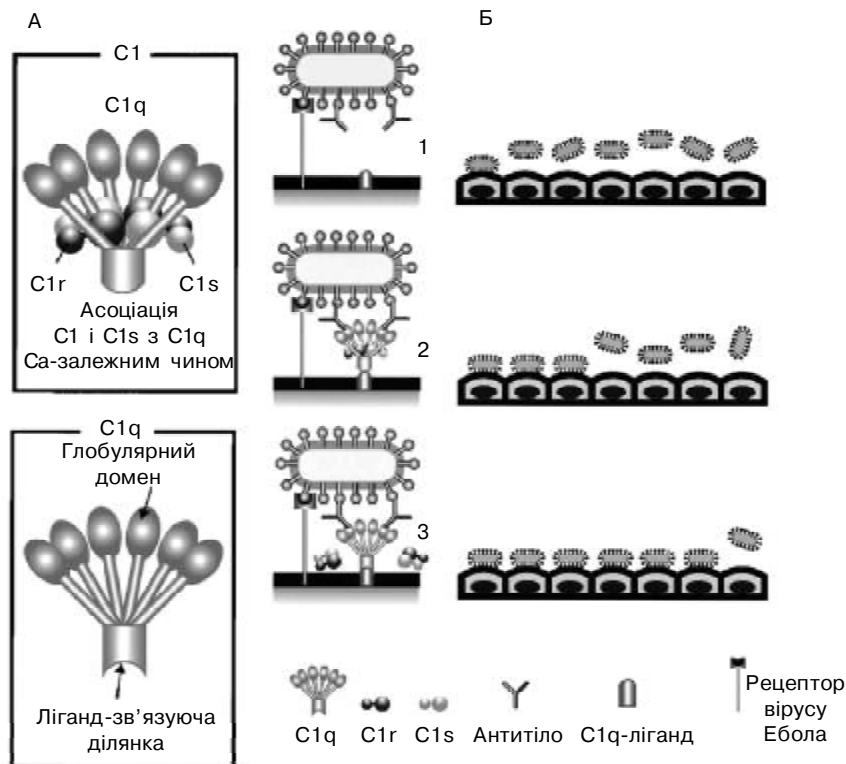 А
С1
C1q
C1r
C1s
Асоціація
С1 і C1s з C1q
Са-залежним чином
C1q
Глобулярний
домен
Ліганд-зв’язуюча
ділянка
1
2
3
Б
C1q
C1r
C1s
Антитіло
C1q-ліганд
Рецептор
вірусу
Ебола